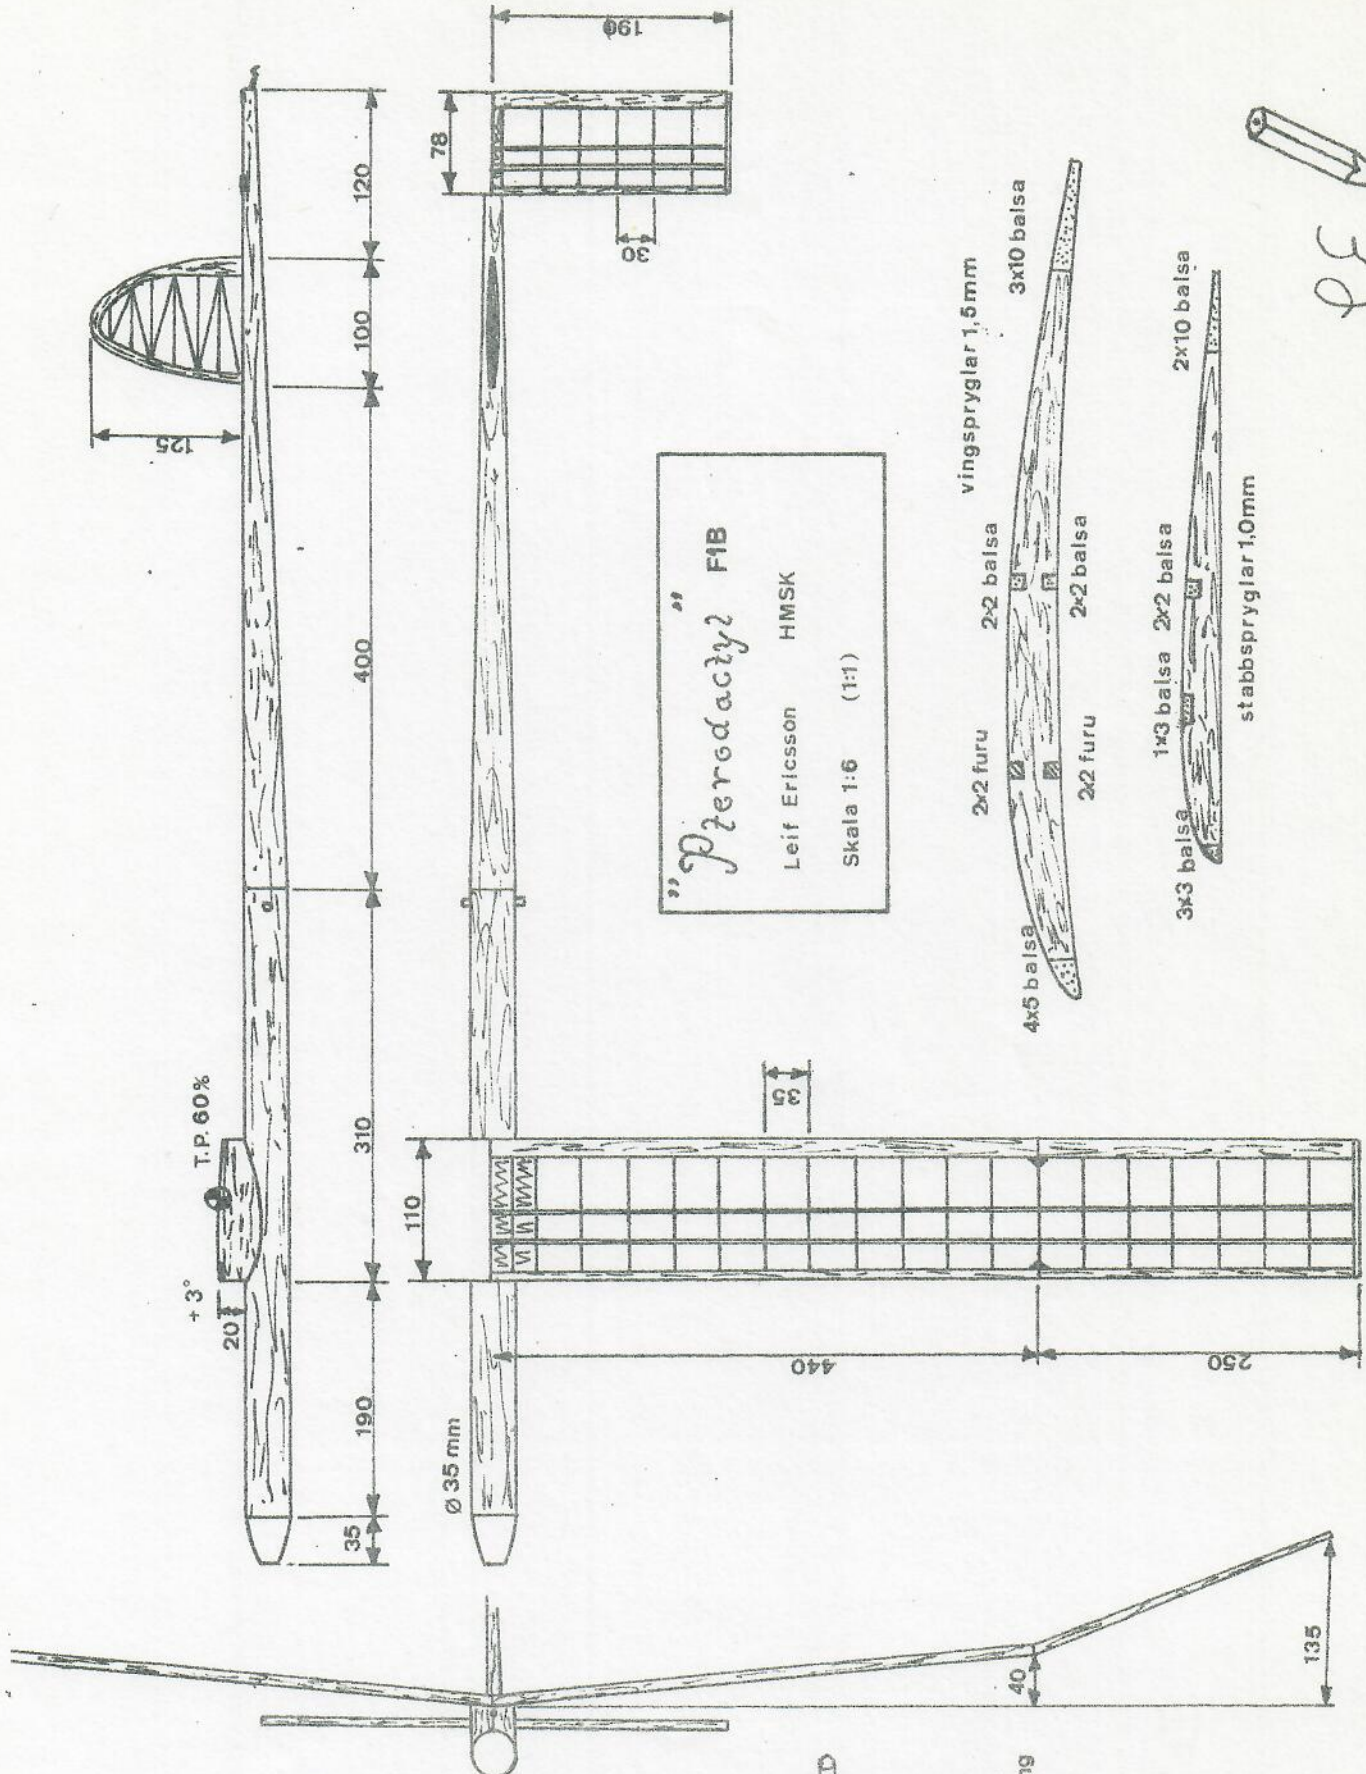 "Pterodactyl" F1B
Leif Ericsson HMSK
Skala 1:6 (1:1)
+3°
T.P. 60%
20
35
190
310
400
100
120
125
Ø 35 mm
110
35
78
30
190
440
250
40
135
vingspryglar 1,5mm
4x5 balsa
2x2 furu
2x2 balsa
3x10 balsa
2x2 furu
2x2 balsa
3x3 balsa
1x3 balsa
2x2 balsa
2x10 balsa
stabbspryglar 1,0mm